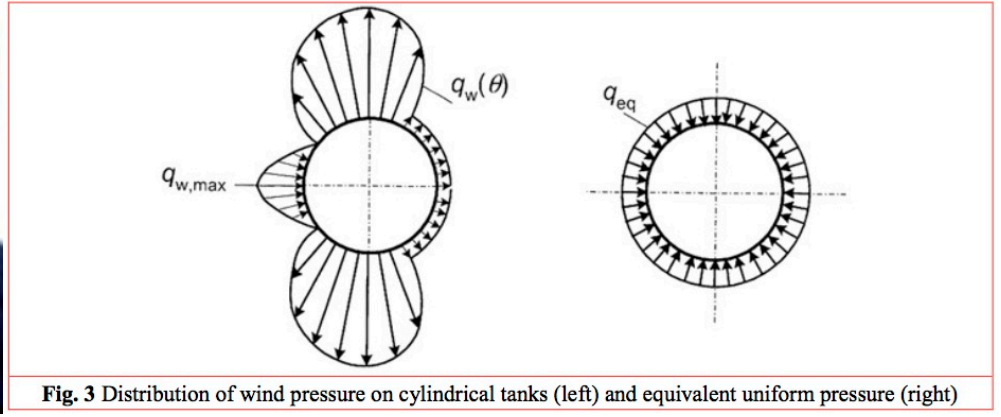 q_w(θ)
q_eq
q_w,max
Fig. 3 Distribution of wind pressure on cylindrical tanks (left) and equivalent uniform pressure (right)